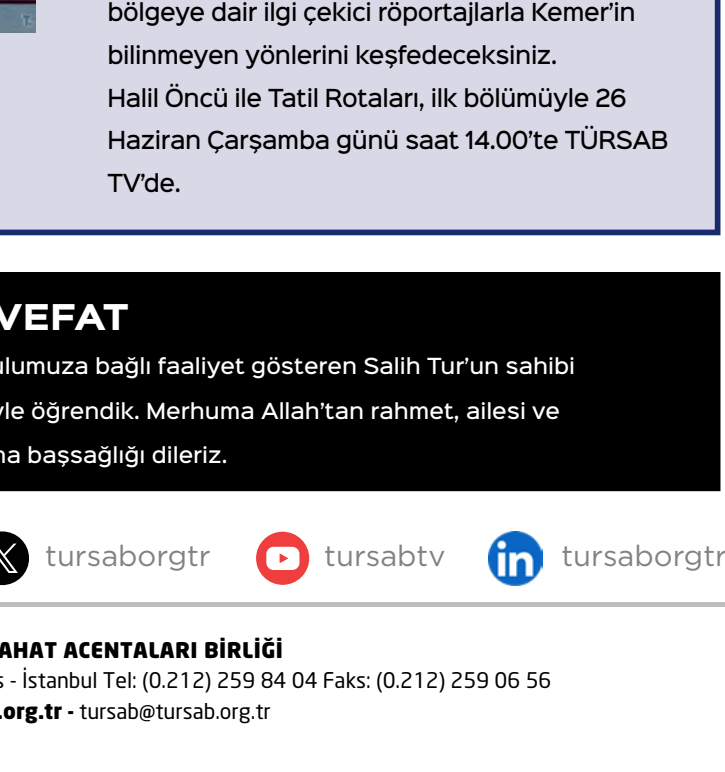 bölgeye dair ilgi çekici röportajlarla Kemer’in
bilinmeyen yönlerini keşfedeceksiniz.
Halil Öncü ile Tatil Rotaları, ilk bölümüyle 26
Haziran Çarşamba günü saat 14.00’te TÜRSAB
TV’de.
VEFAT
ulumuza bağlı faaliyet gösteren Salih Tur’un sahibi
yle öğrendik. Merhuma Allah’tan rahmet, ailesi ve
na başsağlığı dileriz.
tursaborgtr tursabtv in tursaborgtr
AHAT ACENTALARI BİRLİĞİ
s - İstanbul Tel: (0.212) 259 84 04 Faks: (0.212) 259 06 56
.org.tr - tursab@tursab.org.tr